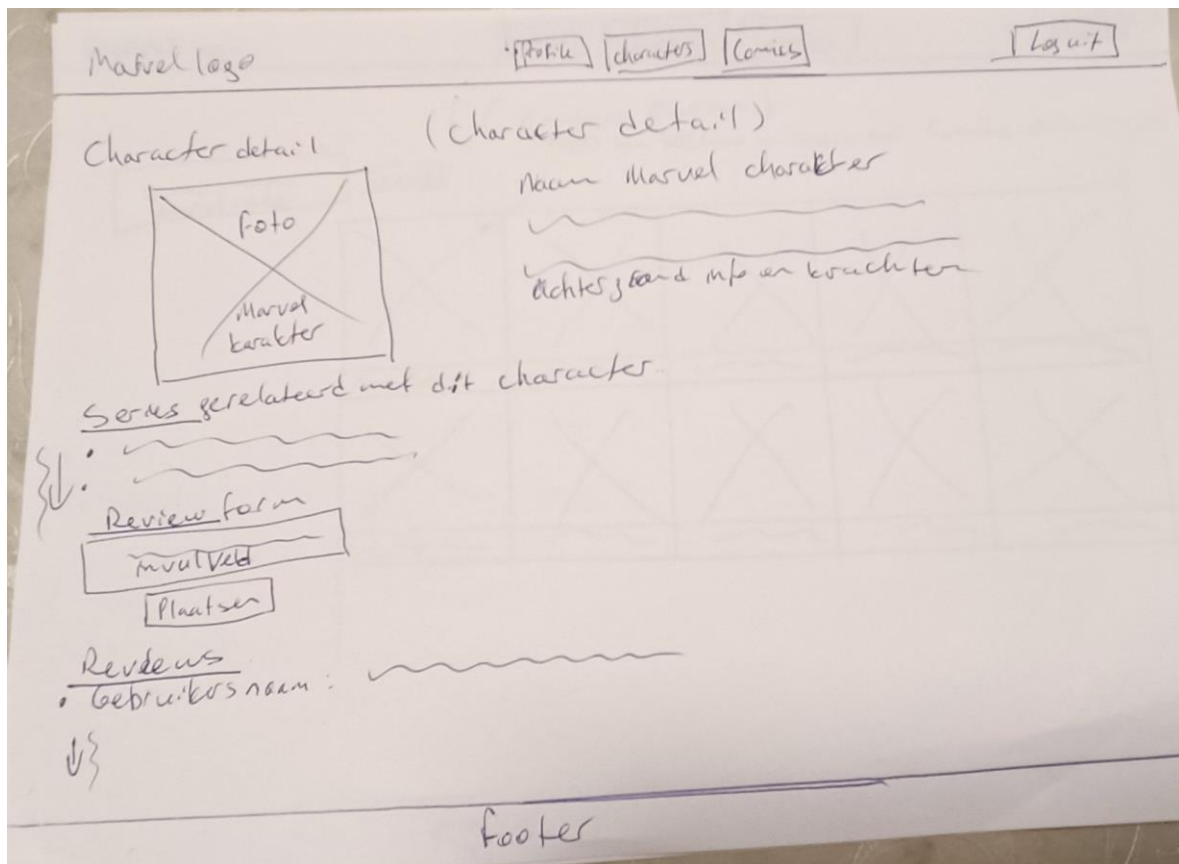 Marvel logo Profile characters Comics Log uit
Character detail (character detail)
Naam Marvel charakter
foto
Marvel
karakter
achtergrond info en krachten
Series gerelateerd met dit character
Review form
invulveld
Plaatsen
Reviews
Gebruikersnaam:
footer